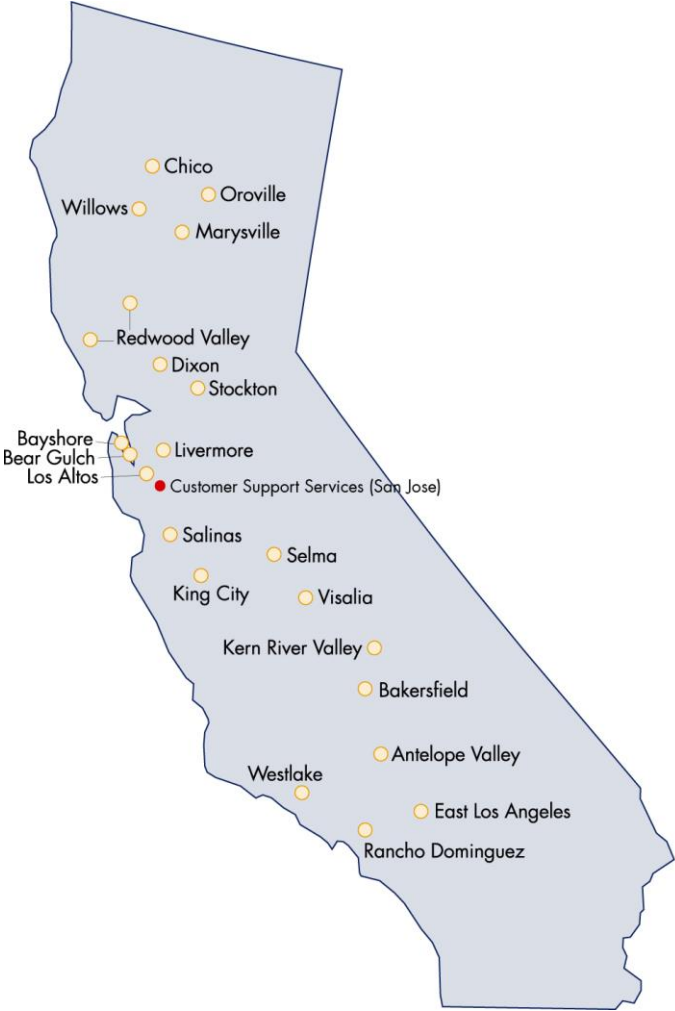 Chico
Oroville
Willows
Marysville
Redwood Valley
Dixon
Stockton
Bayshore
Bear Gulch
Livermore
Los Altos
Customer Support Services (San Jose)
Salinas
Selma
King City
Visalia
Kern River Valley
Bakersfield
Antelope Valley
Westlake
East Los Angeles
Rancho Dominguez